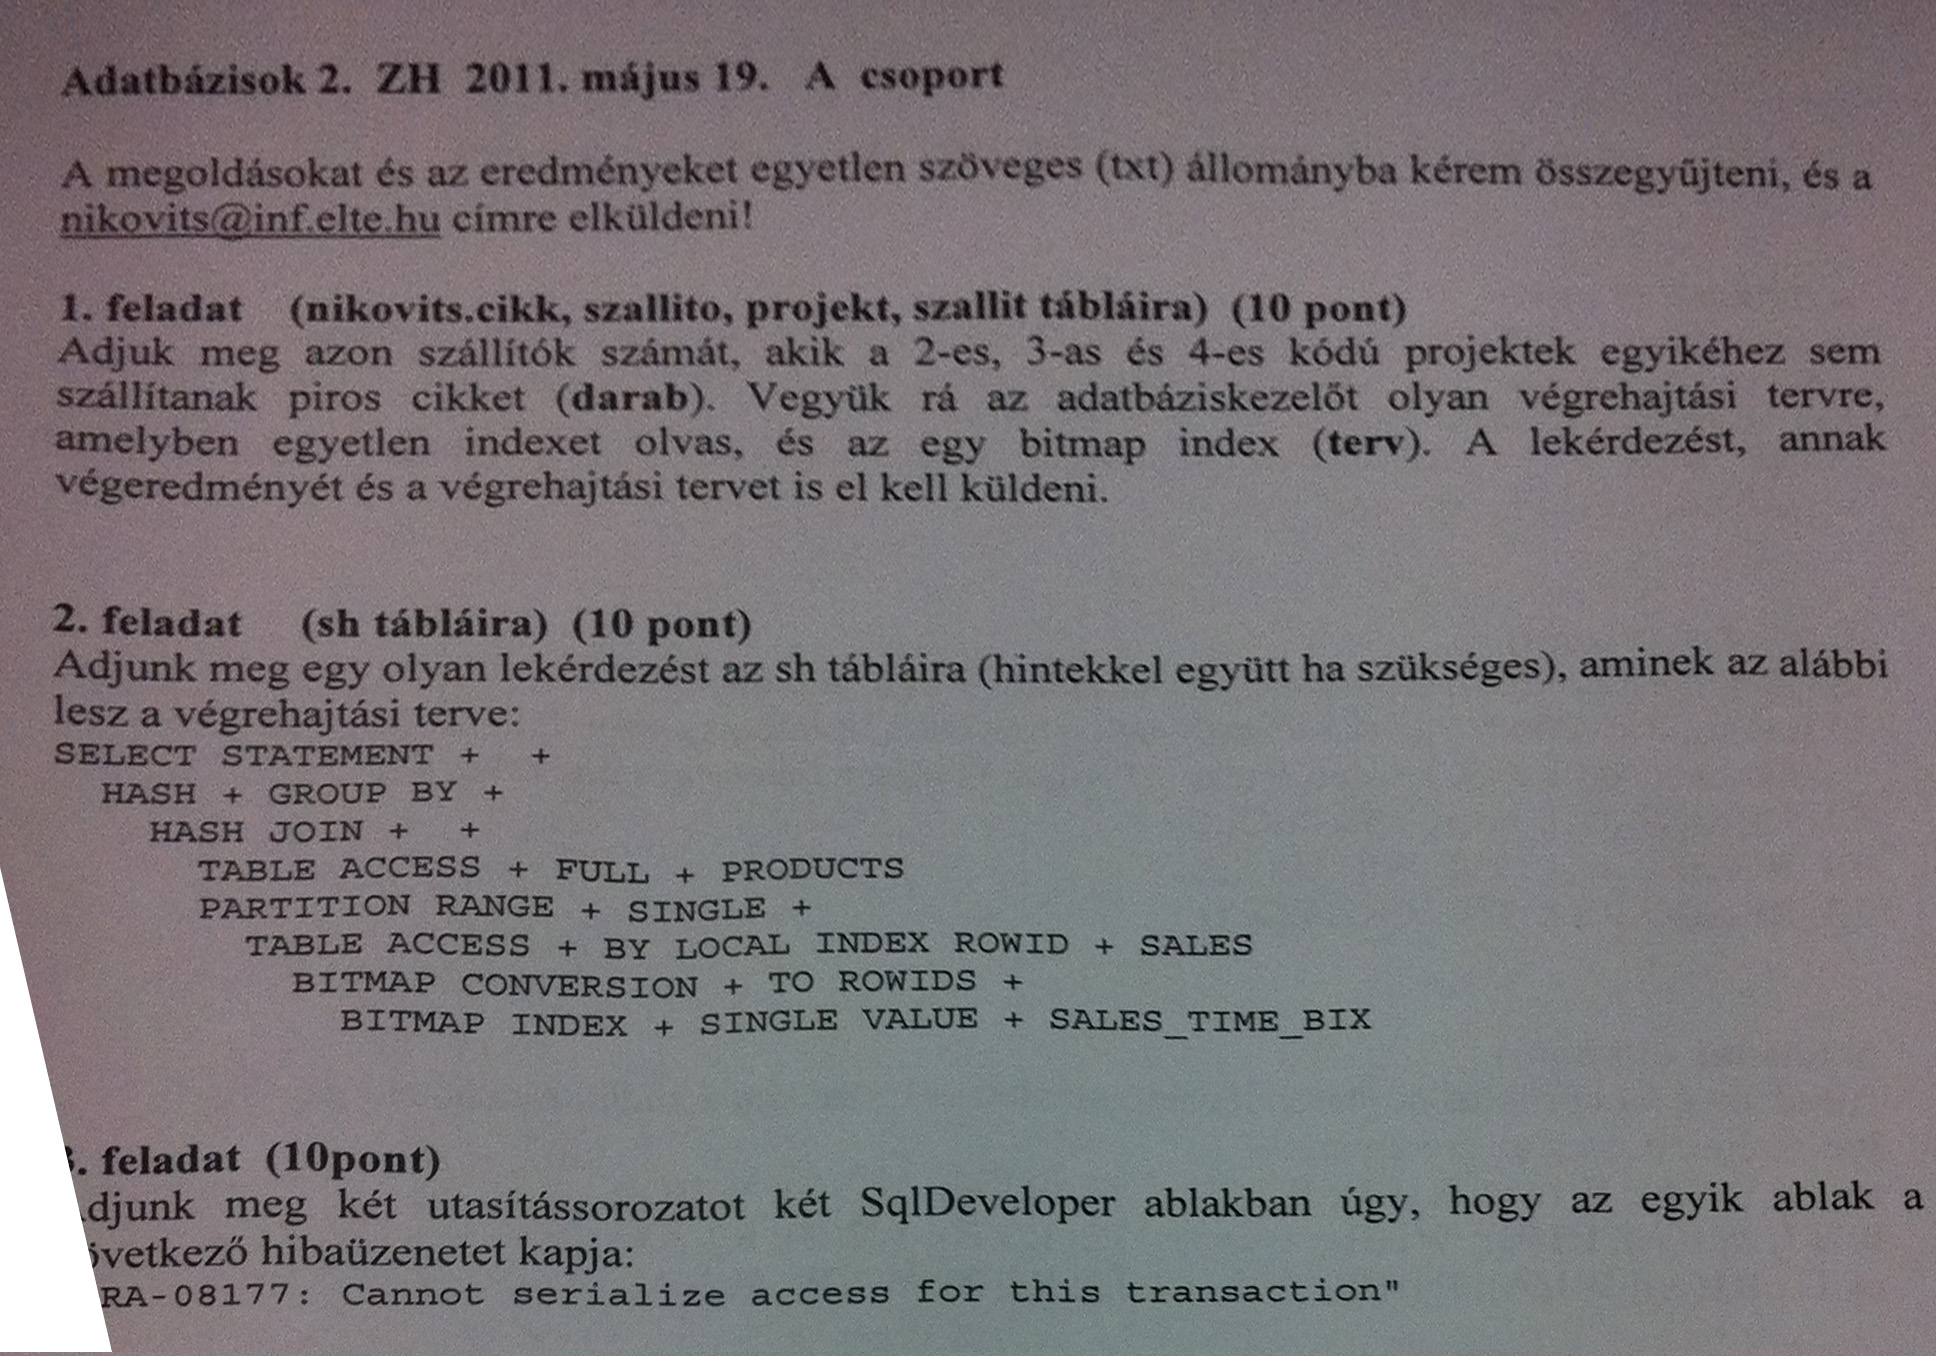 Adatbázisok 2. ZH 2011. május 19. A csoport
A megoldásokat és az eredményeket egyetlen szöveges (txt) állományba kérem összegyűjteni, és a
nikovits@inf.elte.hu címre elküldeni!
1. feladat (nikovits.cikk, szallito, projekt, szallit tábláira) (10 pont)
Adjuk meg azon szállítók számát, akik a 2-es, 3-as és 4-es kódú projektek egyikéhez sem
szállítanak piros cikket (darab). Vegyük rá az adatbáziskezelőt olyan végrehajtási tervre,
amelyben egyetlen indexet olvas, és az egy bitmap index (terv). A lekérdezést, annak
végeredményét és a végrehajtási tervet is el kell küldeni.
2. feladat (sh tábláira) (10 pont)
Adjunk meg egy olyan lekérdezést az sh tábláira (hintekkel együtt ha szükséges), aminek az alábbi
lesz a végrehajtási terve:
SELECT STATEMENT + +
HASH + GROUP BY +
HASH JOIN + +
TABLE ACCESS + FULL + PRODUCTS
PARTITION RANGE + SINGLE +
TABLE ACCESS + BY LOCAL INDEX ROWID + SALES
BITMAP CONVERSION + TO ROWIDS +
BITMAP INDEX + SINGLE VALUE + SALES_TIME_BIX
. feladat (10pont)
djunk meg két utasítássorozatot két SqlDeveloper ablakban úgy, hogy az egyik ablak a
övetkező hibaüzenetet kapja:
RA-08177: Cannot serialize access for this transaction"